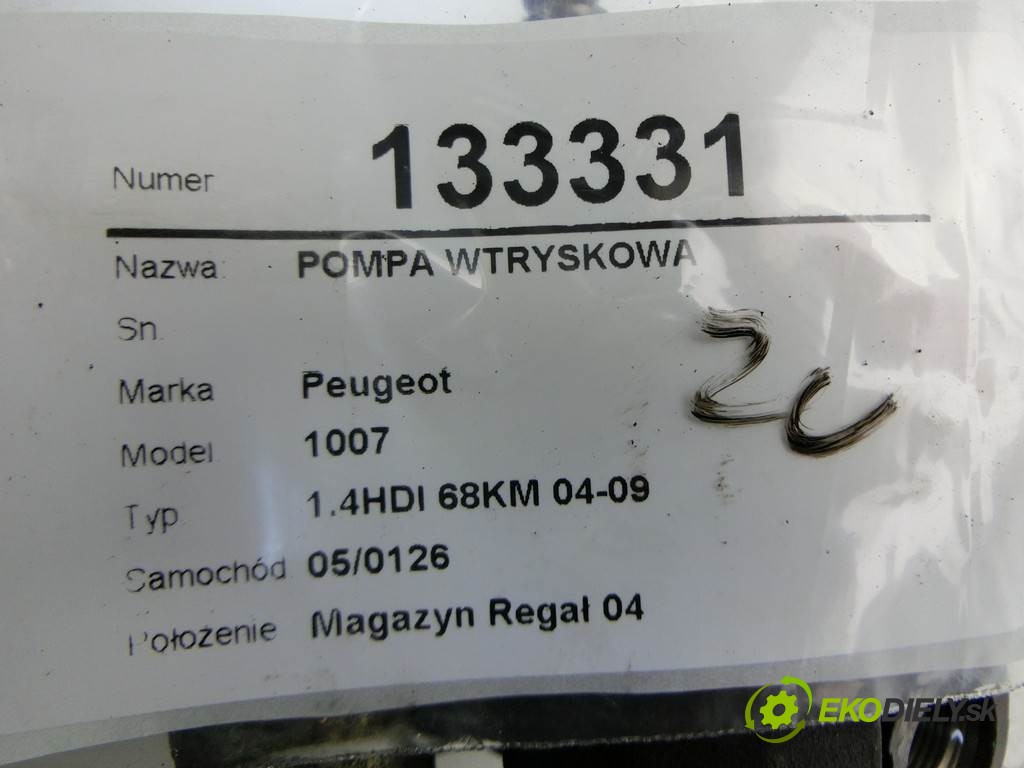 Numer 133331
Nazwa: POMPA WTRYSKOWA
Sn.
Marka Peugeot
Model 1007
Typ 1.4HDI 68KM 04-09
Samochód 05/0126
Położenie Magazyn Regał 04
EKODIELY.sk